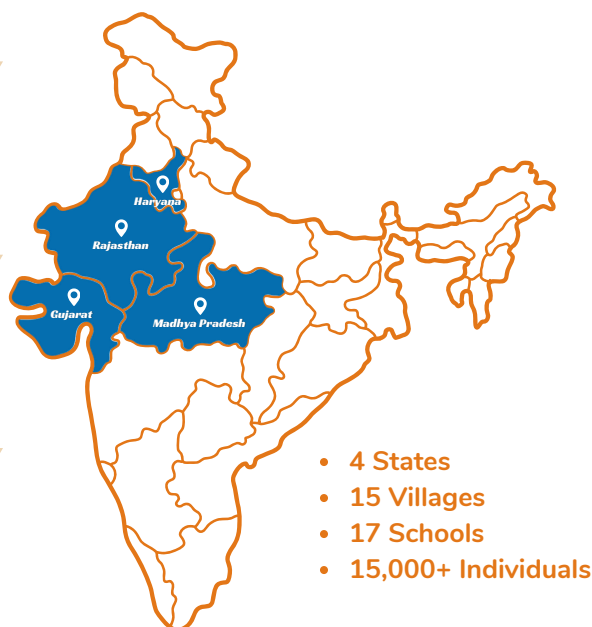 Haryana
Rajasthan
Gujarat
Madhya Pradesh
• 4 States
• 15 Villages
• 17 Schools
• 15,000+ Individuals